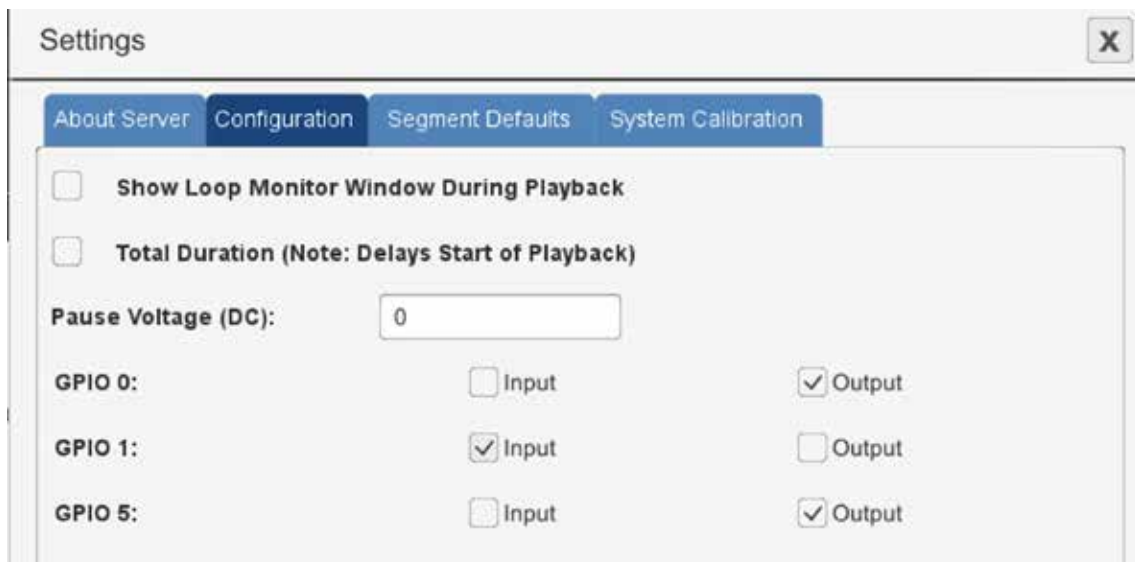 Settings X
About Server Configuration Segment Defaults System Calibration
Show Loop Monitor Window During Playback
Total Duration (Note: Delays Start of Playback)
Pause Voltage (DC): 0
GPIO 0: Input Output
GPIO 1: Input Output
GPIO 5: Input Output